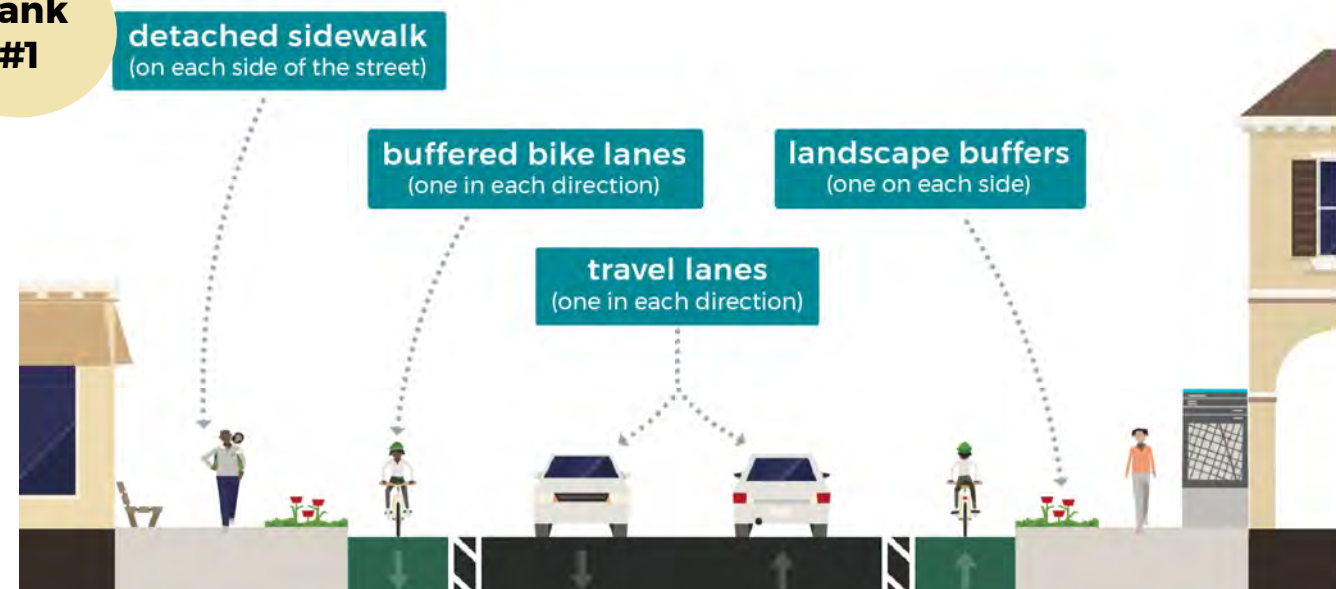 ank
#1
detached sidewalk
(on each side of the street)
buffered bike lanes
(one in each direction)
landscape buffers
(one on each side)
travel lanes
(one in each direction)